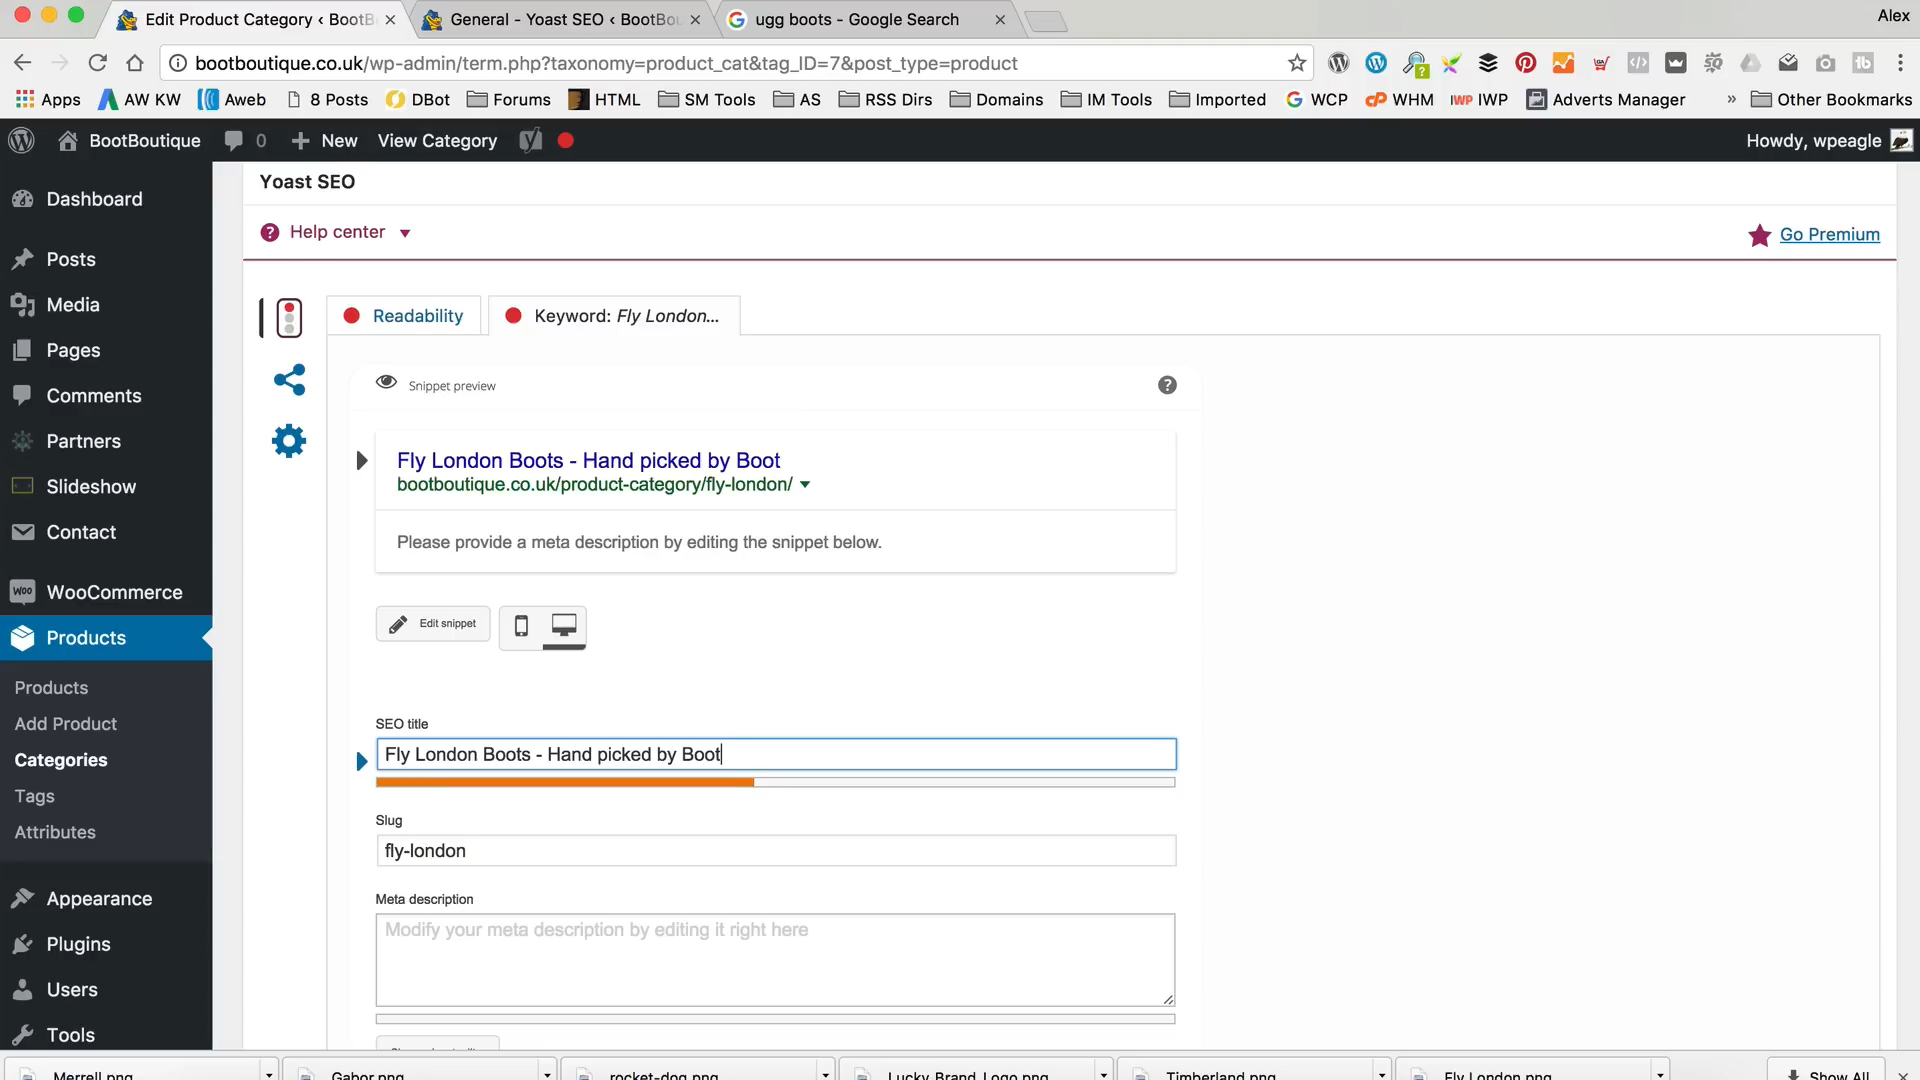 Edit Product Category ‹ BootB
General - Yoast SEO ‹ BootBou
ugg boots - Google Search
Alex
bootboutique.co.uk/wp-admin/term.php?taxonomy=product_cat&tag_ID=7&post_type=product
Apps
AW KW
Aweb
8 Posts
DBot
Forums
HTML
SM Tools
AS
RSS Dirs
Domains
IM Tools
Imported
WCP
WHM
IWP
Adverts Manager
»
Other Bookmarks
BootBoutique
0
New
View Category
Howdy, wpeagle
Dashboard
Posts
Media
Pages
Comments
Partners
Slideshow
Contact
WooCommerce
Products
Products
Add Product
Categories
Tags
Attributes
Appearance
Plugins
Users
Tools
Yoast SEO
Help center
Go Premium
Readability
Keyword: Fly London...
Snippet preview
Fly London Boots - Hand picked by Boot
bootboutique.co.uk/product-category/fly-london/
Please provide a meta description by editing the snippet below.
Edit snippet
SEO title
Fly London Boots - Hand picked by Boot
Slug
fly-london
Meta description
Modify your meta description by editing it right here
Merrell.png
Gabor.png
rocket-dog.png
Lucky_Brand_Logo.png
Timberland.png
Fly London.png
Show All